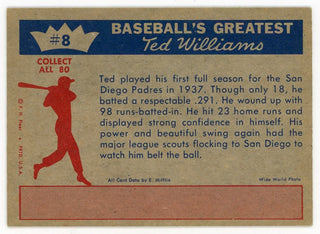 #8
BASEBALL'S GREATEST
Ted Williams
COLLECT
ALL 80
Ted played his first full season for the San
Diego Padres in 1937. Though only 18, he
batted a respectable .291. He wound up with
98 runs-batted-in. He hit 23 home runs and
displayed strong confidence in himself. His
power and beautiful swing again had the
major league scouts flocking to San Diego to
watch him belt the ball.
All Card Data by E. Mifflin
Wide World Photo